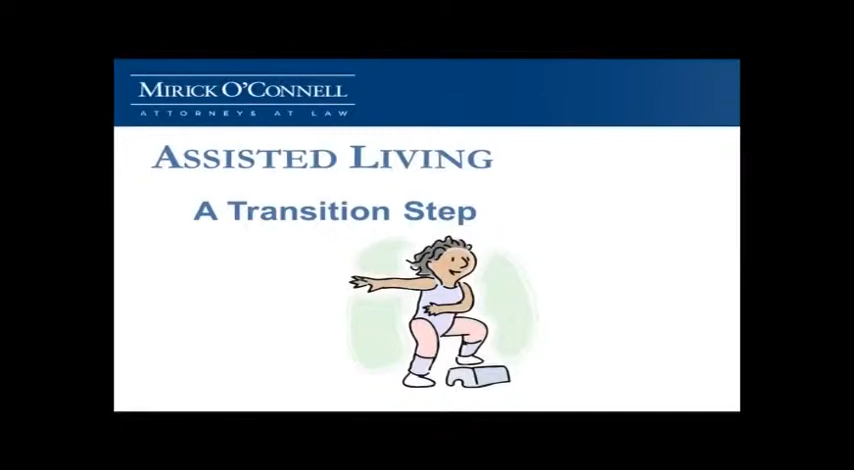 MIRICK O'CONNELL
ATTORNEYS AT LAW
ASSISTED LIVING
A Transition Step